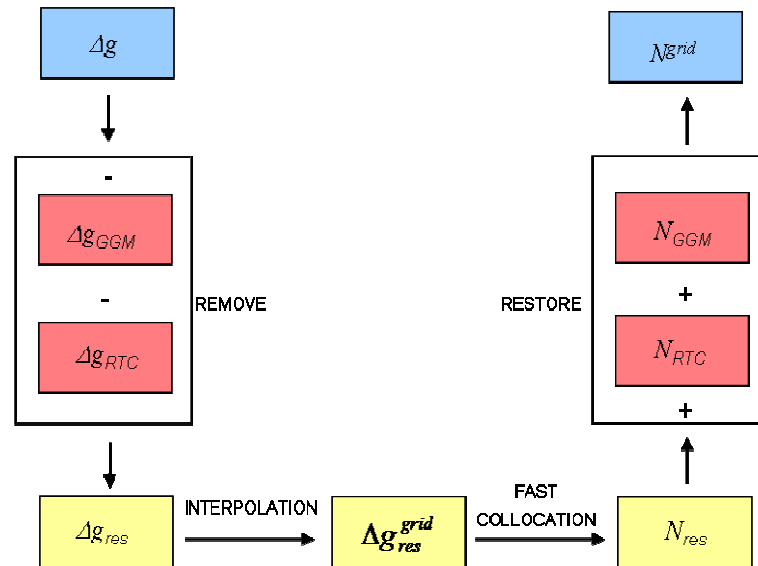 Δg
N^grid
-
Δg_GGM
-
REMOVE
Δg_RTC
N_GGM
+
RESTORE
N_RTC
+
Δg_res
INTERPOLATION
Δg_res^grid
FAST
COLLOCATION
N_res